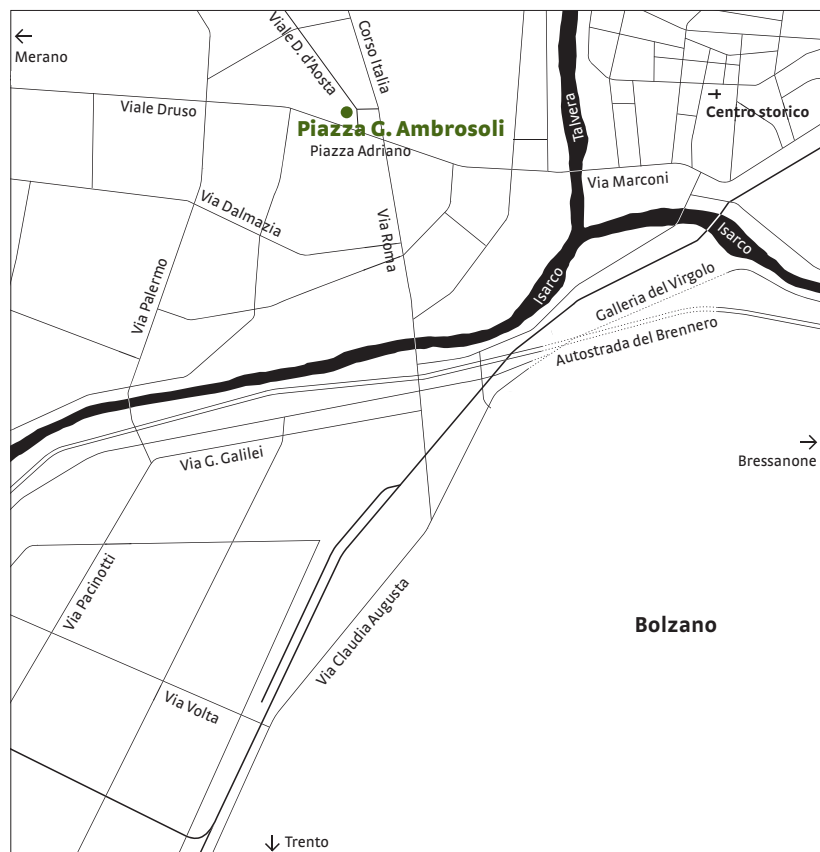 Merano
Viale D. d'Aosta
Corso Italia
Viale Druso
Piazza G. Ambrosoli
Piazza Adriano
Talvera
Centro storico
Via Marconi
Via Dalmazia
Via Roma
Isarco
Isarco
Via Palermo
Galleria del Virgolo
Autostrada del Brennero
Bressanone
Via G. Galilei
Via Pacinotti
Via Claudia Augusta
Bolzano
Via Volta
Trento